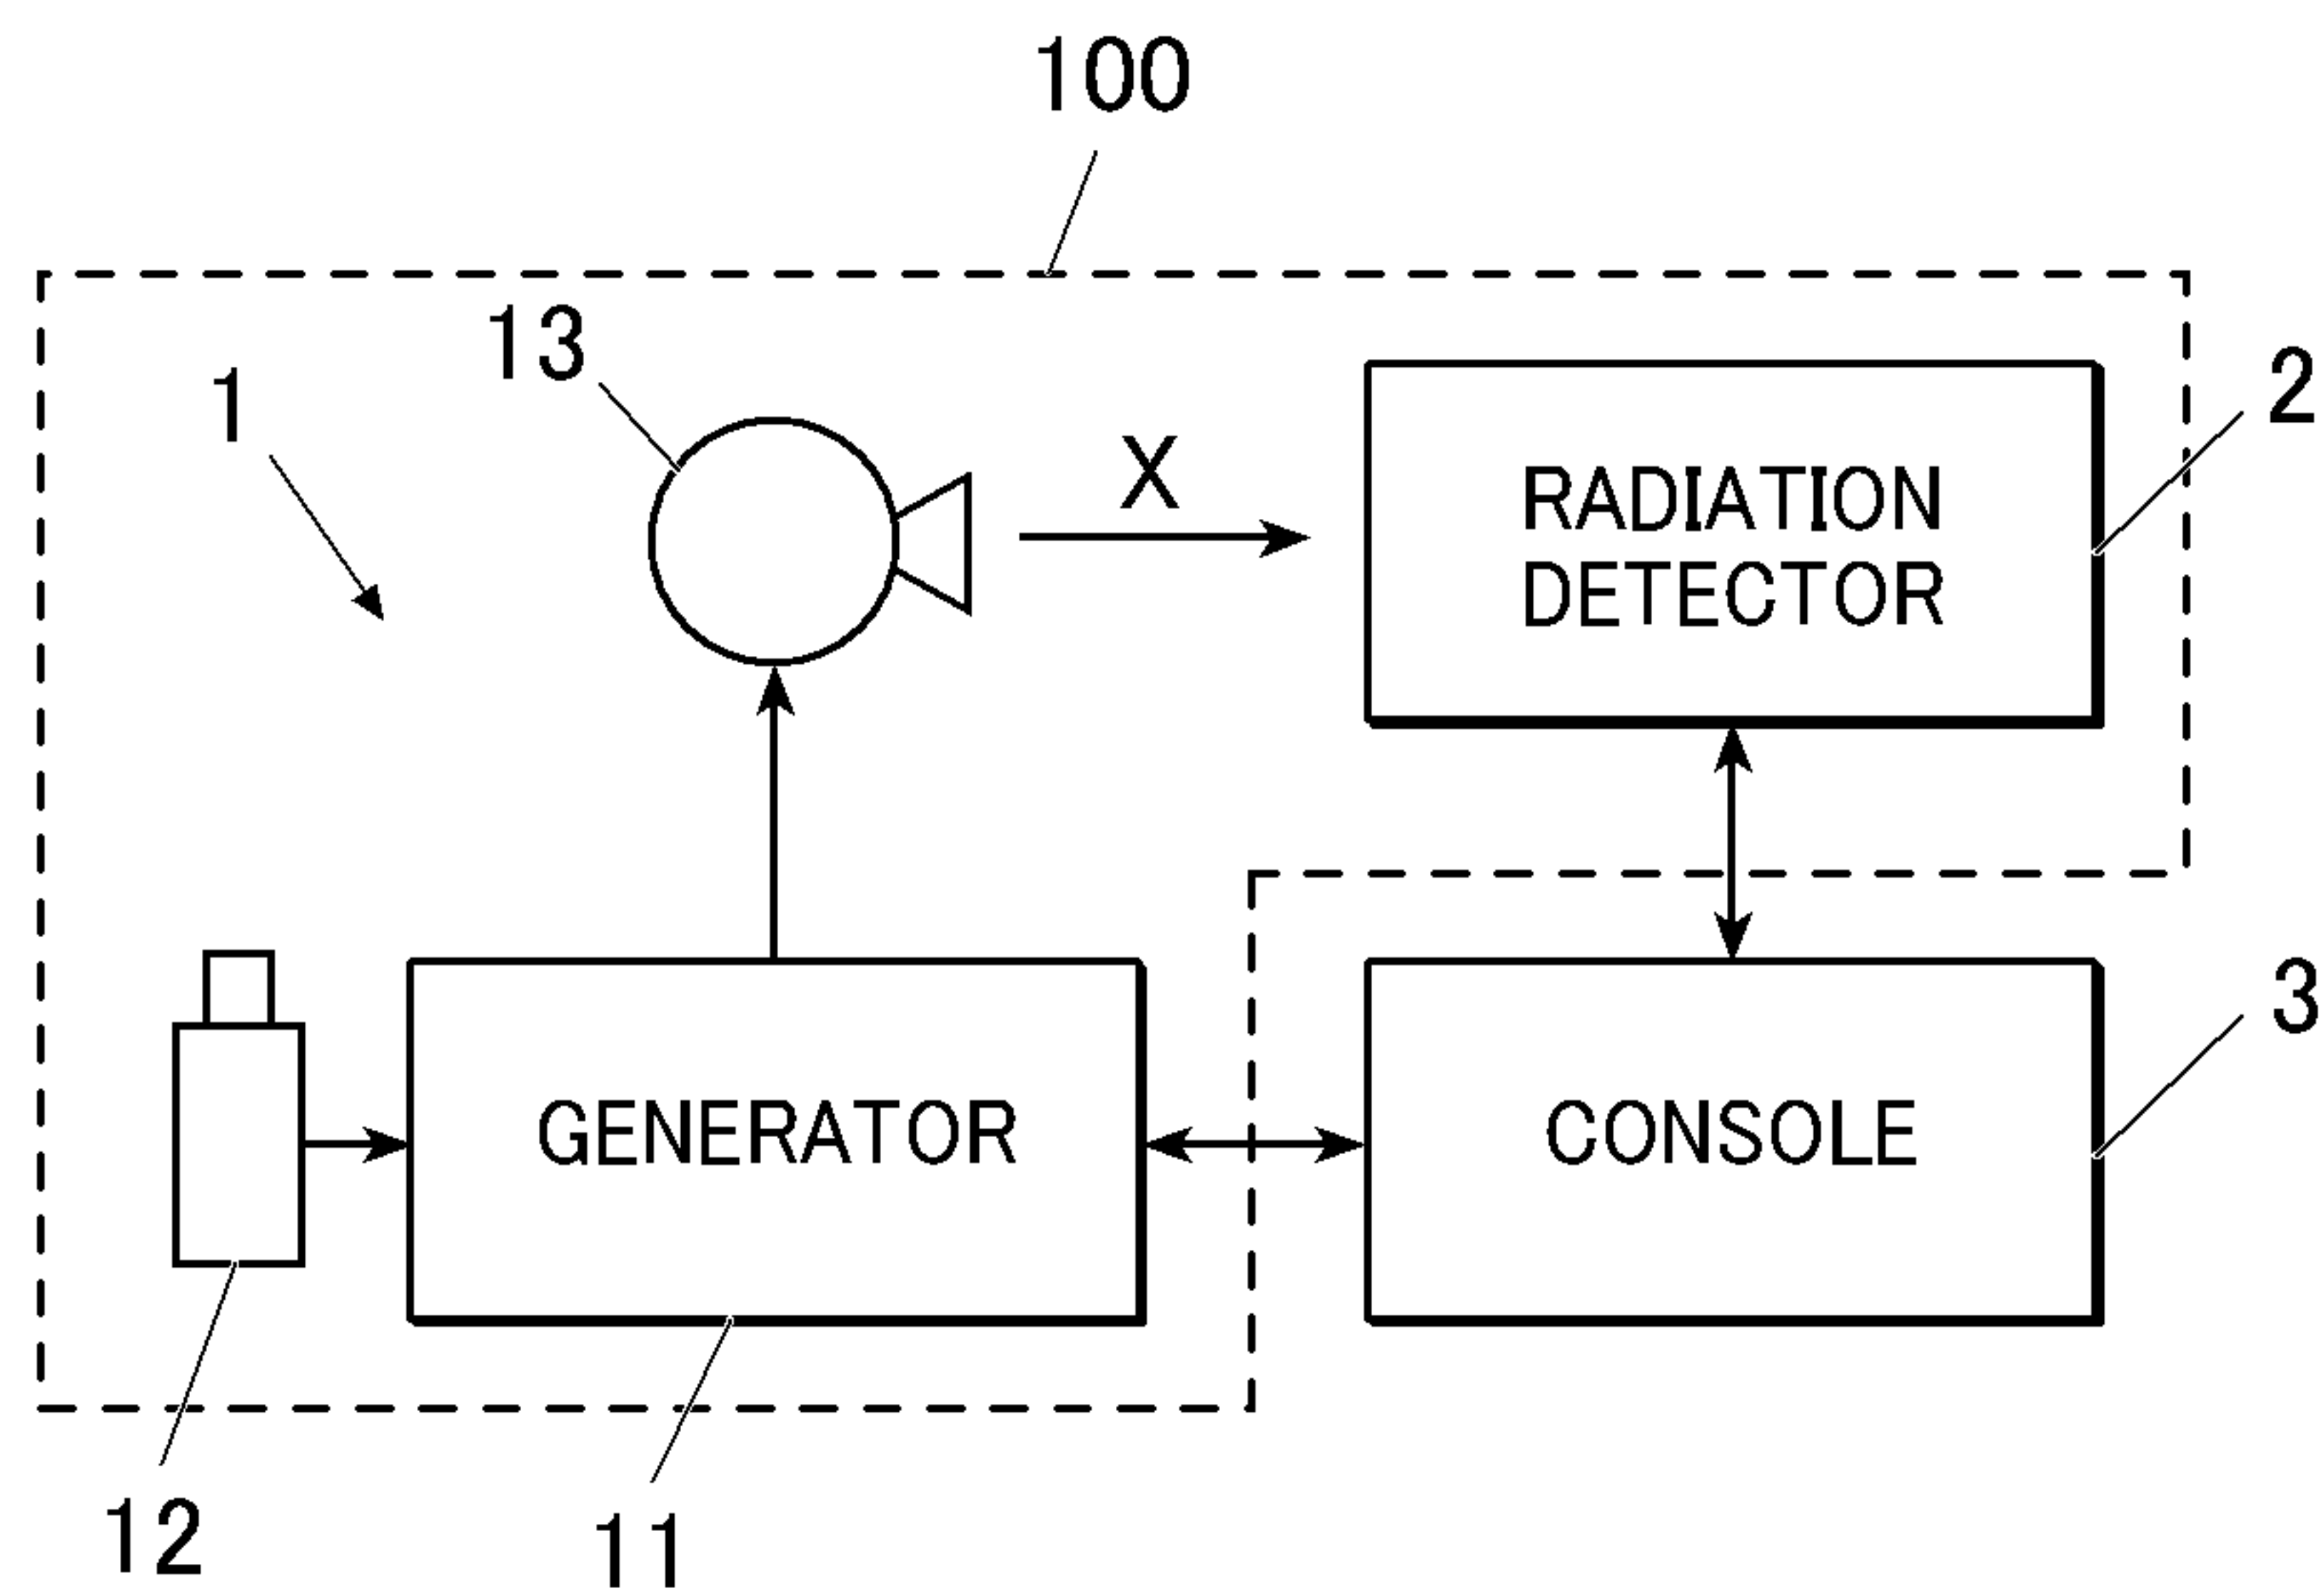 100
13
1
X
2
RADIATION
DETECTOR
3
GENERATOR
CONSOLE
12
11